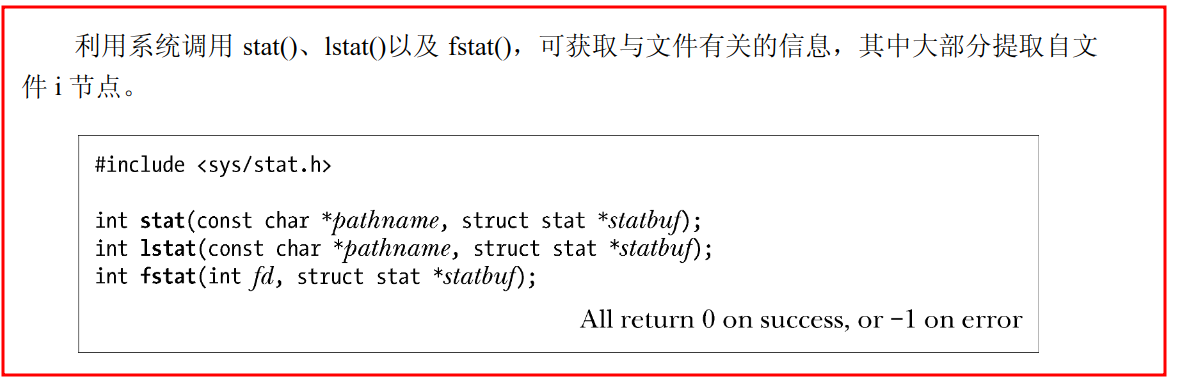 利用系统调用 stat()、lstat()以及 fstat()，可获取与文件有关的信息，其中大部分提取自文
件 i 节点。
#include <sys/stat.h>
int stat(const char *pathname, struct stat *statbuf);
int lstat(const char *pathname, struct stat *statbuf);
int fstat(int fd, struct stat *statbuf);
All return 0 on success, or −1 on error